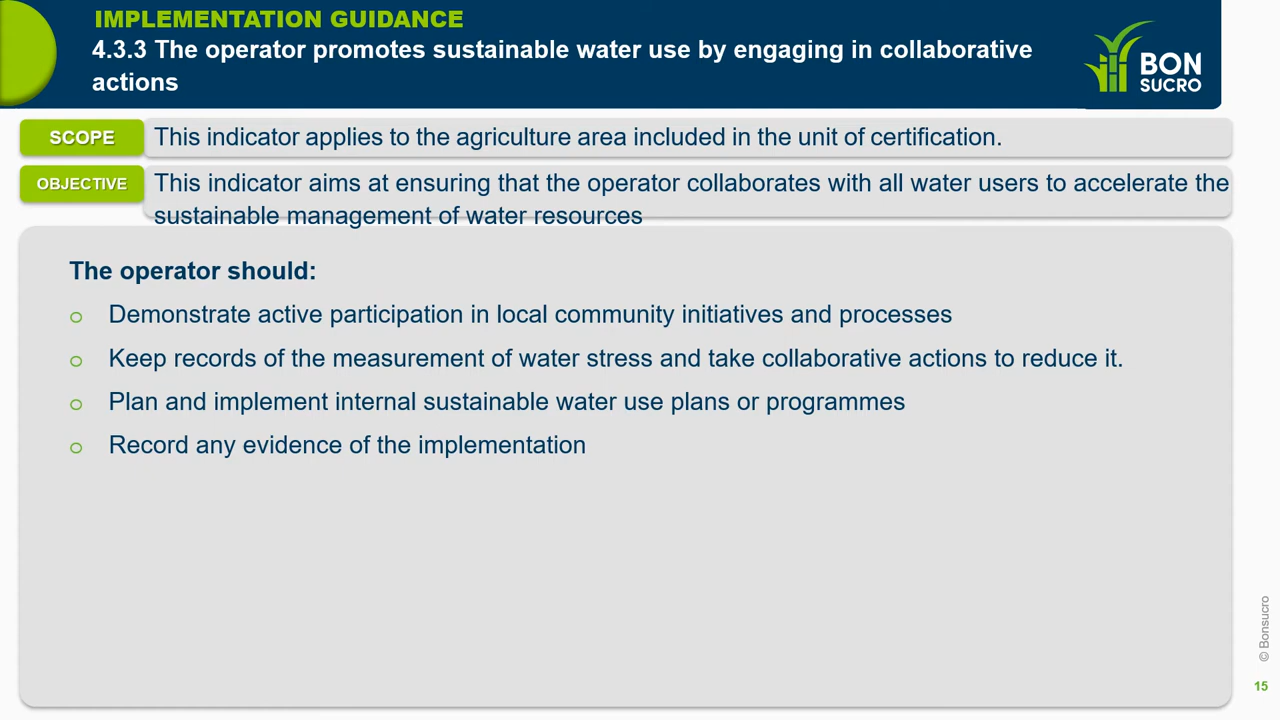 IMPLEMENTATION GUIDANCE
4.3.3 The operator promotes sustainable water use by engaging in collaborative
actions
BON
SUCRO
SCOPE
This indicator applies to the agriculture area included in the unit of certification.
OBJECTIVE
This indicator aims at ensuring that the operator collaborates with all water users to accelerate the
sustainable management of water resources
The operator should:
o Demonstrate active participation in local community initiatives and processes
o Keep records of the measurement of water stress and take collaborative actions to reduce it.
o Plan and implement internal sustainable water use plans or programmes
o Record any evidence of the implementation
© Bonsucro
15